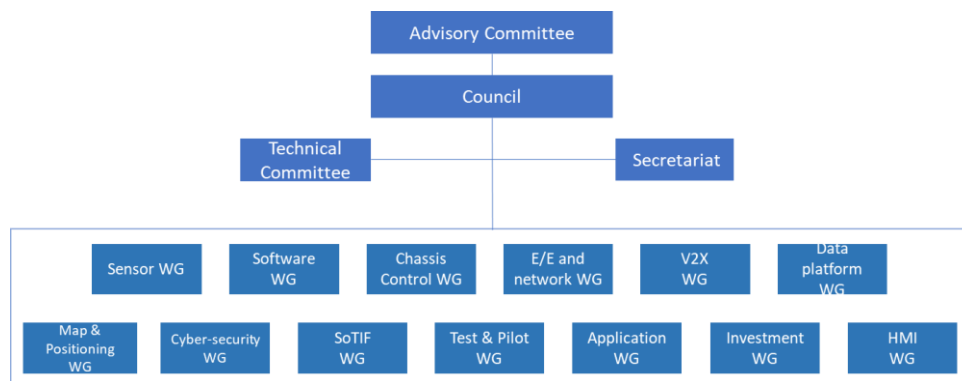 Advisory Committee
Council
Technical
Committee
Secretariat
Sensor WG
Software
WG
Chassis
Control WG
E/E and
network WG
V2X
WG
Data
platform
WG
Map &
Positioning
WG
Cyber-security
WG
SoTIF
WG
Test & Pilot
WG
Application
WG
Investment
WG
HMI
WG